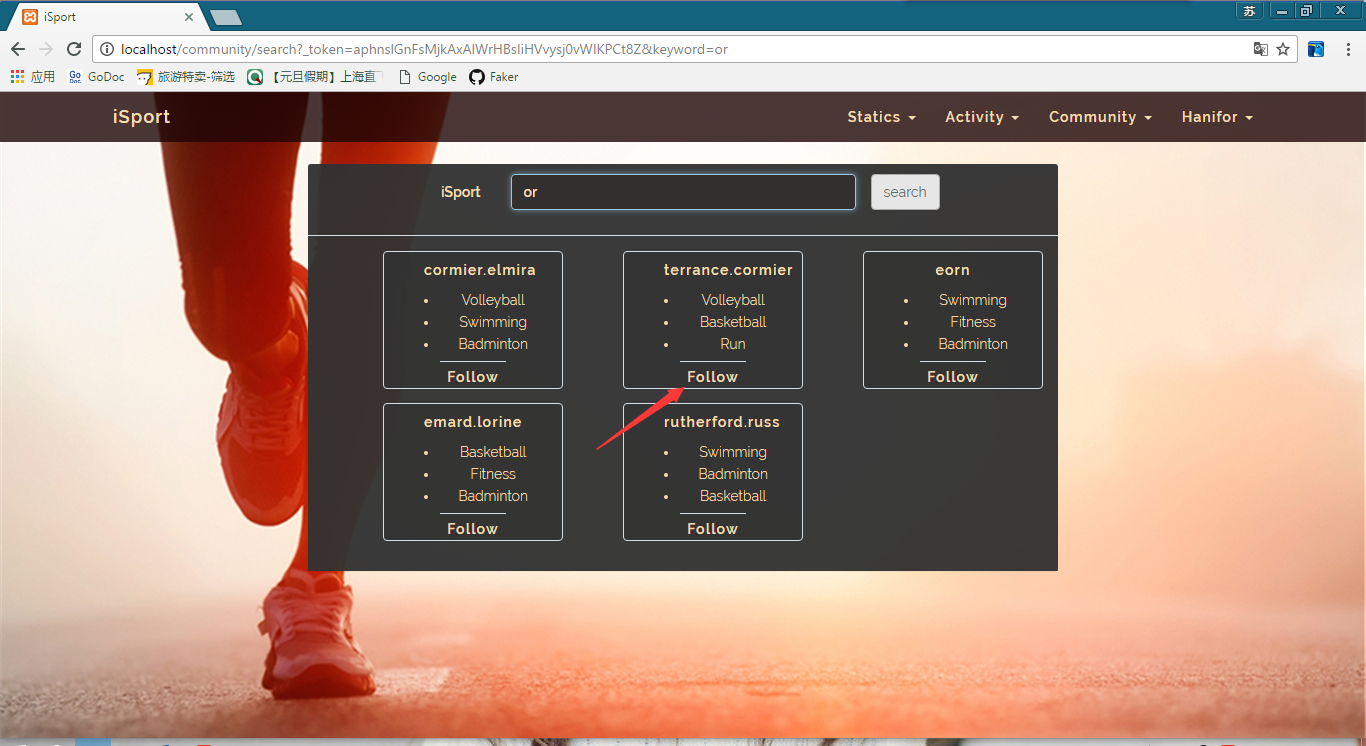 iSport
苏
localhost/community/search?_token=aphnsIGnFsMjkAxAIWrHBsIiHVvysj0vWIKPCt8Z&keyword=or
应用 GoDoc 旅游特卖-筛选 【元旦假期】上海直 Google Faker
iSport Statics Activity Community Hanifor
iSport or search
cormier.elmira
Volleyball
Swimming
Badminton
Follow
terrance.cormier
Volleyball
Basketball
Run
Follow
eorn
Swimming
Fitness
Badminton
Follow
emard.lorine
Basketball
Fitness
Badminton
Follow
rutherford.russ
Swimming
Badminton
Basketball
Follow